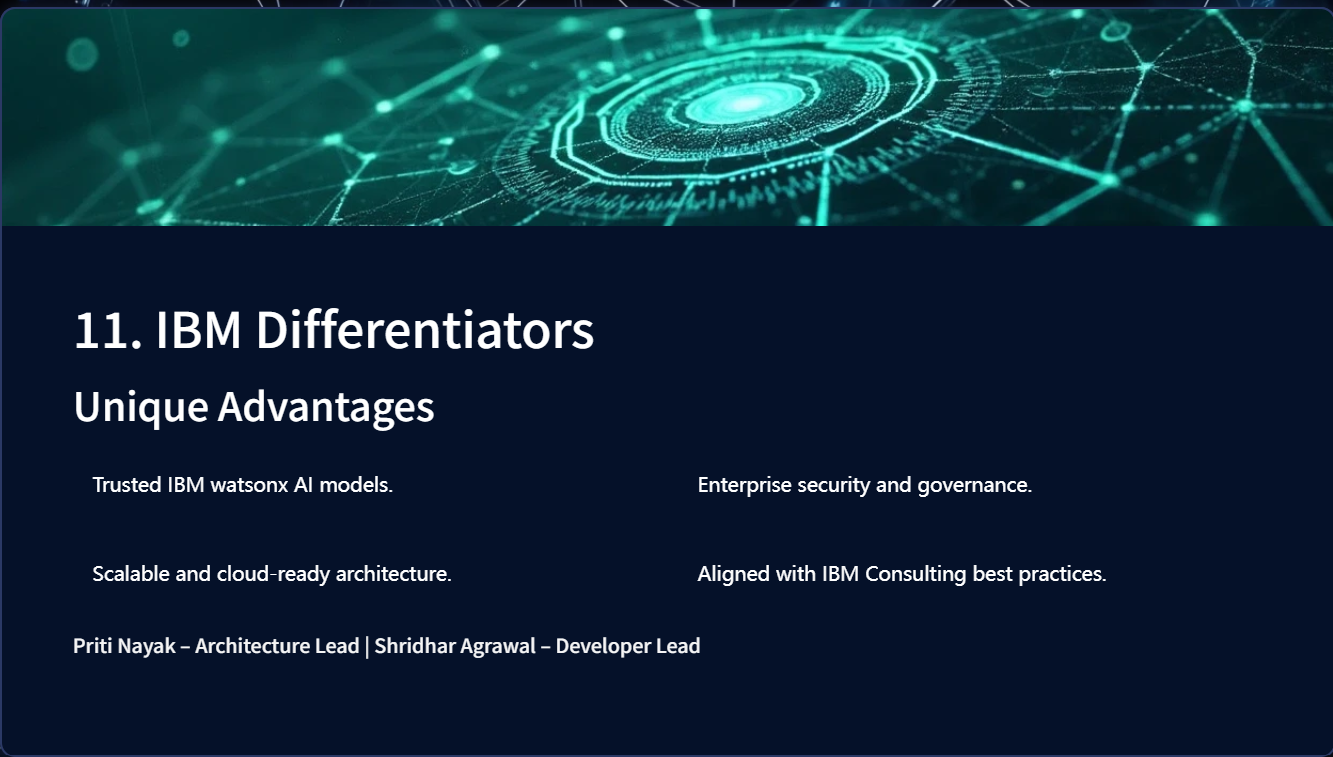 11. IBM Differentiators
Unique Advantages
Trusted IBM watsonx AI models.
Enterprise security and governance.
Scalable and cloud-ready architecture.
Aligned with IBM Consulting best practices.
Priti Nayak – Architecture Lead | Shridhar Agrawal – Developer Lead